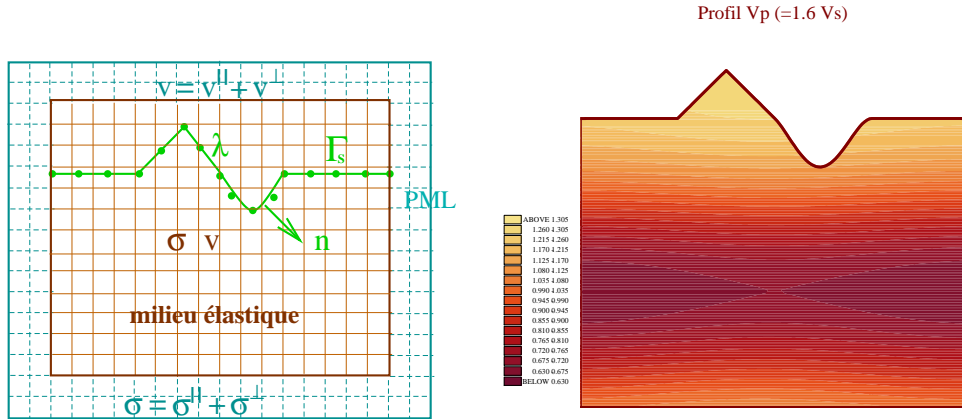 Profil Vp (=1.6 Vs)
v = v^{||} + v^{⊥}
λ
Γ_s
PML
σ v
n
milieu élastique
σ = σ^{||} + σ^{⊥}
ABOVE 1.305
1.260 1.305
1.215 1.260
1.170 1.215
1.125 1.170
1.080 1.125
1.035 1.080
0.990 1.035
0.945 0.990
0.900 0.945
0.855 0.900
0.810 0.855
0.765 0.810
0.720 0.765
0.675 0.720
0.630 0.675
BELOW 0.630